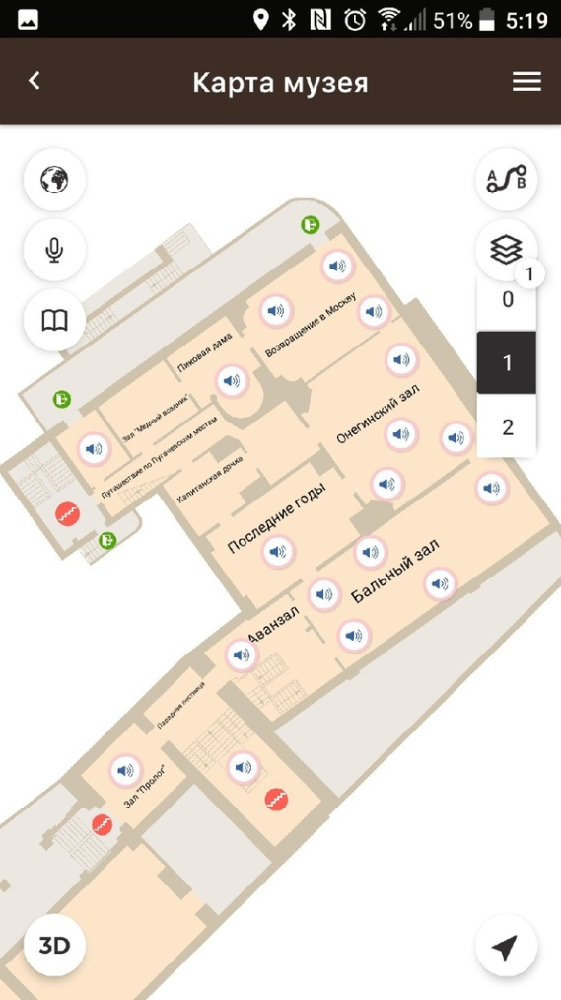 51% 5:19
Карта музея
A B
1
0
1
2
Возвращение в Москву
Пиковая дама
Зал "Медный всадник"
Онегинский зал
Путешествие по Пугачевским местам
Капитанская дочка
Последние годы
Бальный зал
Аванзал
Парадная лестница
Зал "Пролог"
3D